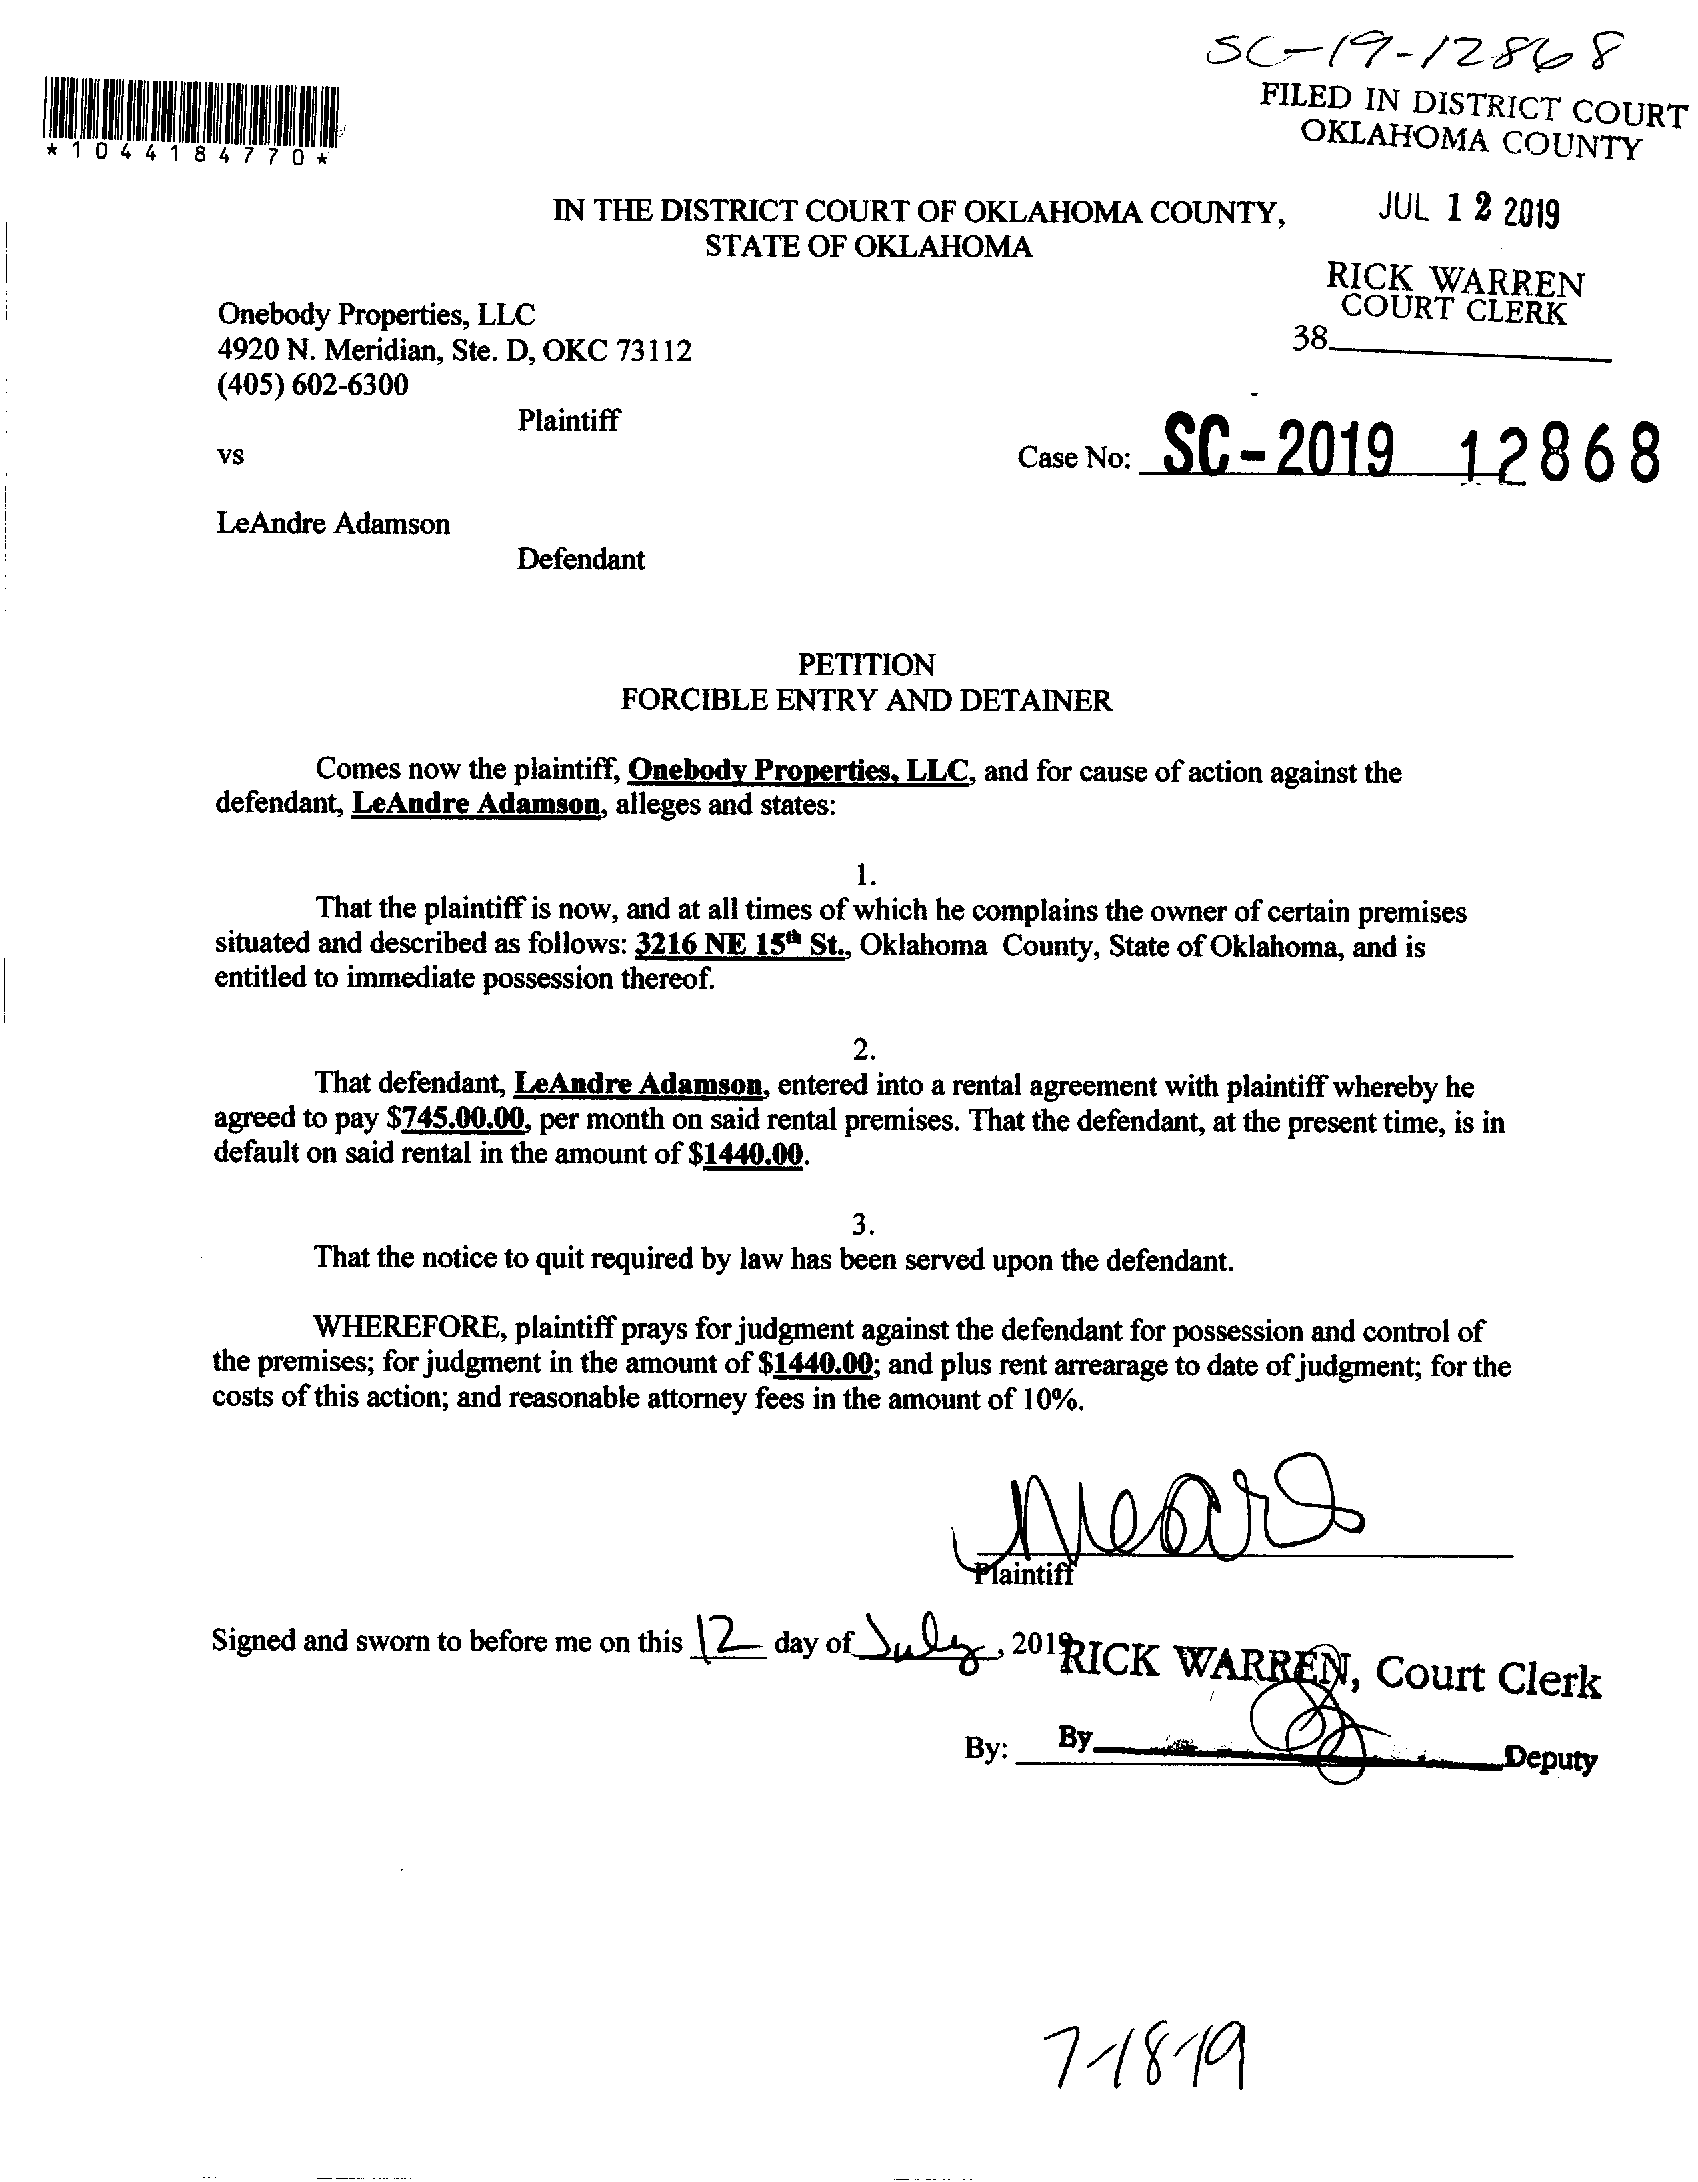 SC-19-12868
FILED IN DISTRICT COURT
OKLAHOMA COUNTY
*1044184770*
JUL 12 2019
IN THE DISTRICT COURT OF OKLAHOMA COUNTY,
STATE OF OKLAHOMA
RICK WARREN
COURT CLERK
38
Onebody Properties, LLC
4920 N. Meridian, Ste. D, OKC 73112
(405) 602-6300
Plaintiff
vs
Case No: SC-2019 12868
LeAndre Adamson
Defendant
PETITION
FORCIBLE ENTRY AND DETAINER
Comes now the plaintiff, Onebody Properties, LLC, and for cause of action against the
defendant, LeAndre Adamson, alleges and states:
1.
That the plaintiff is now, and at all times of which he complains the owner of certain premises
situated and described as follows: 3216 NE 15th St., Oklahoma County, State of Oklahoma, and is
entitled to immediate possession thereof.
2.
That defendant, LeAndre Adamson, entered into a rental agreement with plaintiff whereby he
agreed to pay $745.00.00, per month on said rental premises. That the defendant, at the present time, is in
default on said rental in the amount of $1440.00.
3.
That the notice to quit required by law has been served upon the defendant.
WHEREFORE, plaintiff prays for judgment against the defendant for possession and control of
the premises; for judgment in the amount of $1440.00; and plus rent arrearage to date of judgment; for the
costs of this action; and reasonable attorney fees in the amount of 10%.
Plaintiff
Signed and sworn to before me on this 12 day of July, 2019
RICK WARREN, Court Clerk
By: By Deputy
7-18-19